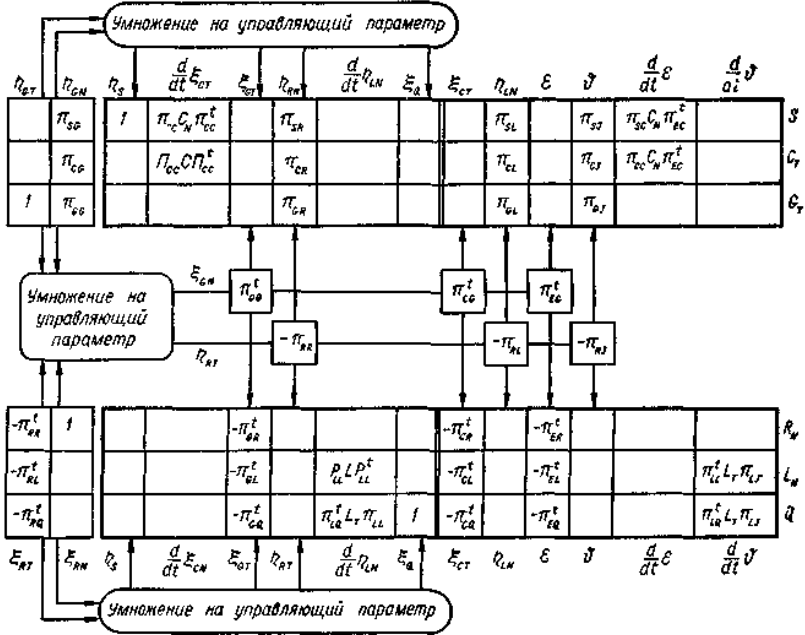 Умножение на управляющий параметр
η_GT η_GN η_S d/dt ξ_CT ξ_GT η_RN d/dt η_LN ξ_Q ξ_CT η_LN ε ϑ d/dt ε d/di ϑ
π_SG 1 π_cC C_N π_CC^t π_SR π_SL π_SJ π_SC C_N π_EC^t S
π_CG Π_CC C Π_CC^t π_CR π_CL π_CJ π_CC C_N π_EC^t C_T
1 π_GG π_GR π_GL π_GJ G_T
ξ_GN π_GG^t π_CG^t π_EG^t
Умножение на управляющий параметр
-π_RR -π_RL -π_RJ
η_RT
-π_RR^t 1 -π_GR^t -π_CR^t -π_ER^t R_N
-π_RL^t -π_GL^t P_LL L P_LL^t -π_CL^t -π_EL^t π_LL^t L_T π_LJ L_N
-π_RQ^t -π_GQ^t π_LQ^t L_T π_LL 1 -π_CQ^t -π_EQ^t π_LQ^t L_T π_LJ Q
ξ_RT ξ_RN η_S d/dt ξ_CN ξ_GT η_RT d/dt η_LN ξ_Q ξ_CT η_LN ε ϑ d/dt ε d/dt ϑ
Умножение на управляющий параметр